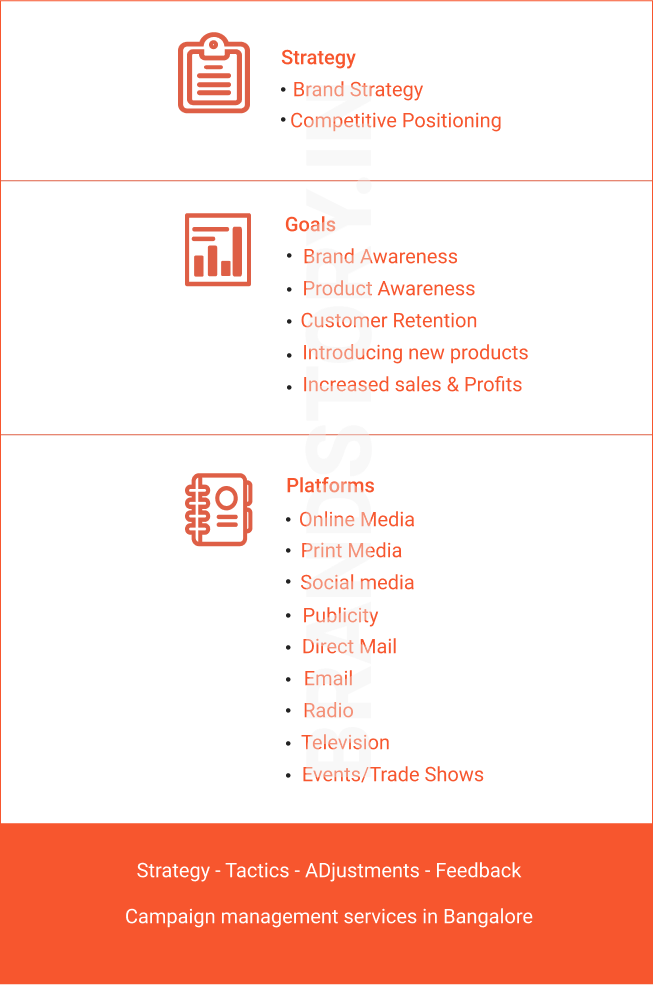 Strategy
• Brand Strategy
• Competitive Positioning
Goals
• Brand Awareness
• Product Awareness
• Customer Retention
• Introducing new products
• Increased sales & Profits
Platforms
• Online Media
• Print Media
• Social media
• Publicity
• Direct Mail
• Email
• Radio
• Television
• Events/Trade Shows
BRANDSTORY.IN
Strategy - Tactics - ADjustments - Feedback
Campaign management services in Bangalore